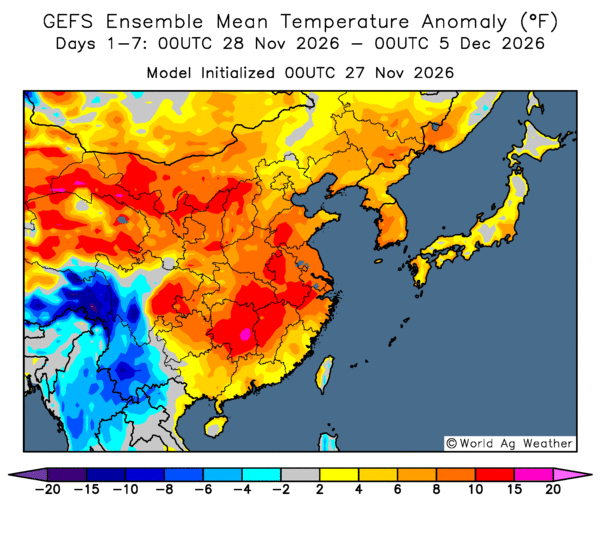 GEFS Ensemble Mean Temperature Anomaly (°F)
Days 1-7: 00UTC 28 Nov 2026 - 00UTC 5 Dec 2026
Model Initialized 00UTC 27 Nov 2026
©World Ag Weather
-20 -15 -10 -8 -6 -4 -2 2 4 6 8 10 15 20